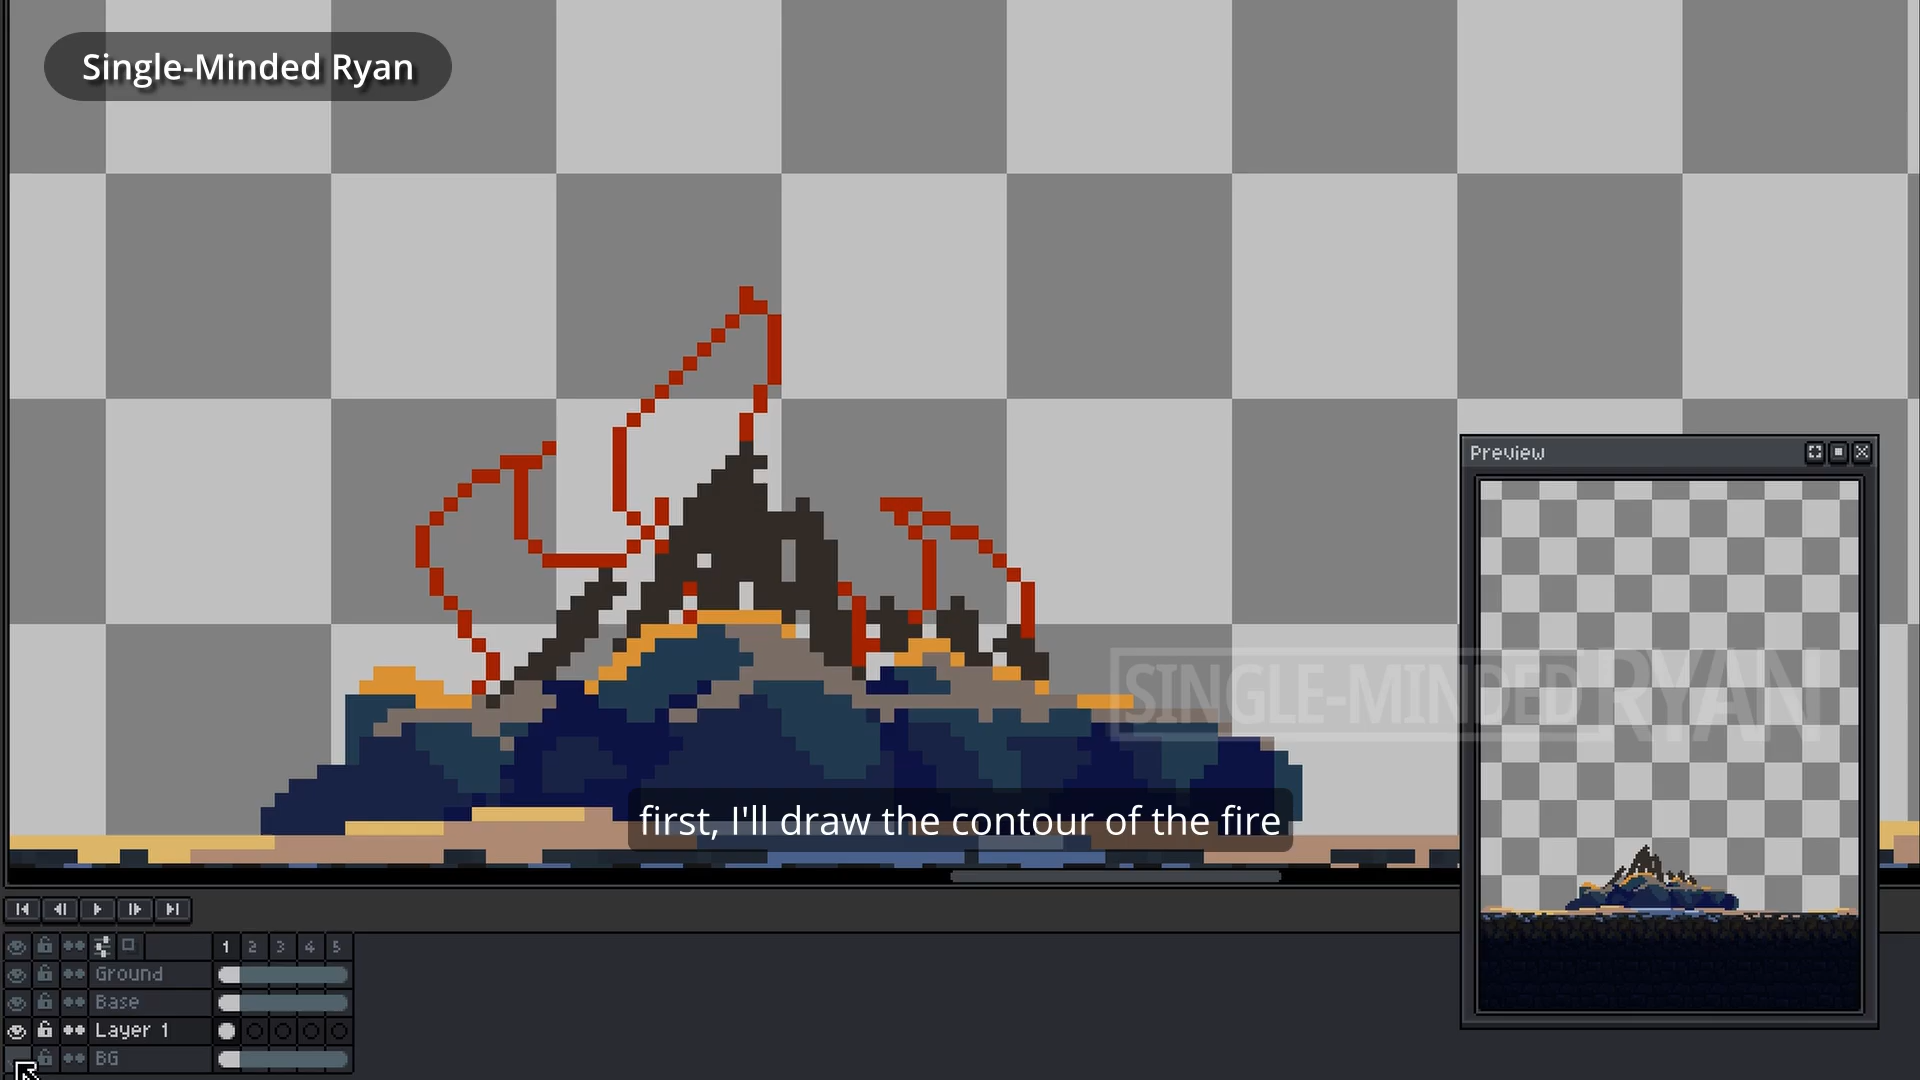 Single-Minded Ryan
Preview
SINGLE-MINDED RYAN
first, I'll draw the contour of the fire
1 2 3 4 5
Ground
Base
Layer 1
BG